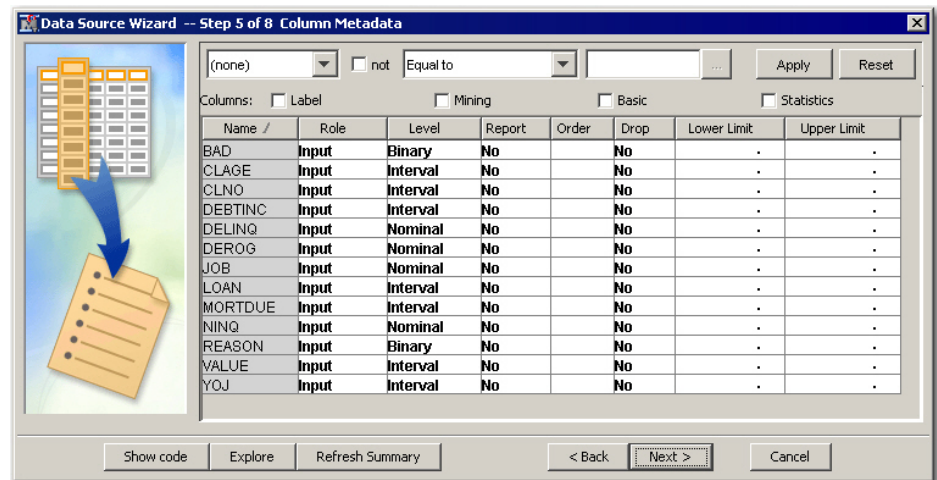 Data Source Wizard -- Step 5 of 8 Column Metadata
(none) not Equal to ... Apply Reset
Columns: Label Mining Basic Statistics
Name / Role Level Report Order Drop Lower Limit Upper Limit
BAD Input Binary No No . .
CLAGE Input Interval No No . .
CLNO Input Interval No No . .
DEBTINC Input Interval No No . .
DELINQ Input Nominal No No . .
DEROG Input Nominal No No . .
JOB Input Nominal No No . .
LOAN Input Interval No No . .
MORTDUE Input Interval No No . .
NINQ Input Nominal No No . .
REASON Input Binary No No . .
VALUE Input Interval No No . .
YOJ Input Interval No No . .
Show code Explore Refresh Summary < Back Next > Cancel